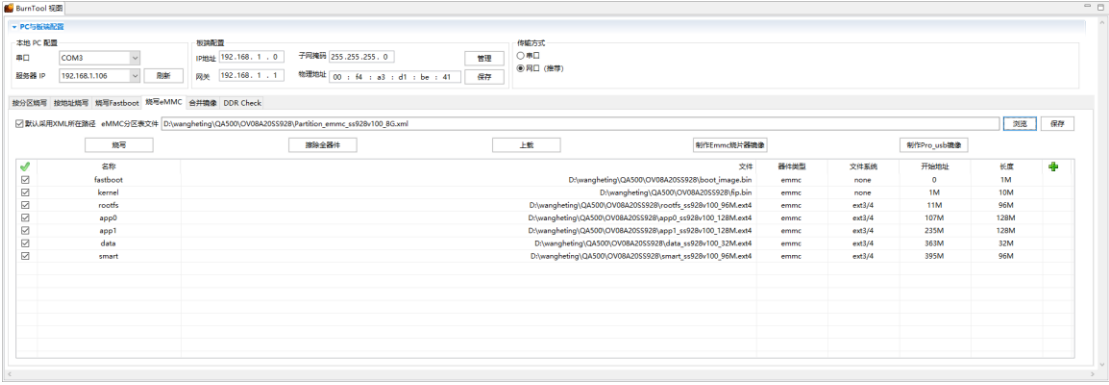 BurnTool 视图
PC与板端配置
本地 PC 配置 板端配置 传输方式
串口 COM3 IP地址 192.168. 1 . 0 子网掩码 255.255.255. 0 管理 串口
服务器 IP 192.168.1.106 刷新 网关 192.168. 1 . 1 物理地址 00 : f4 : a3 : d1 : be : 41 保存 网口 (推荐)
按分区烧写 按地址烧写 烧写Fastboot 烧写eMMC 合并镜像 DDR Check
默认采用XML所在路径 eMMC分区表文件 D:\wangheting\QA500\OV08A20SS928\Partition_emmc_ss928v100_8G.xml 浏览 保存
烧写 擦除全器件 上载 制作Emmc烧片器镜像 制作Pro_usb镜像
名称 文件 器件类型 文件系统 开始地址 长度
fastboot D:\wangheting\QA500\OV08A20SS928\boot_image.bin emmc none 0 1M
kernel D:\wangheting\QA500\OV08A20SS928\fip.bin emmc none 1M 10M
rootfs D:\wangheting\QA500\OV08A20SS928\rootfs_ss928v100_96M.ext4 emmc ext3/4 11M 96M
app0 D:\wangheting\QA500\OV08A20SS928\app0_ss928v100_128M.ext4 emmc ext3/4 107M 128M
app1 D:\wangheting\QA500\OV08A20SS928\app1_ss928v100_128M.ext4 emmc ext3/4 235M 128M
data D:\wangheting\QA500\OV08A20SS928\data_ss928v100_32M.ext4 emmc ext3/4 363M 32M
smart D:\wangheting\QA500\OV08A20SS928\smart_ss928v100_96M.ext4 emmc ext3/4 395M 96M